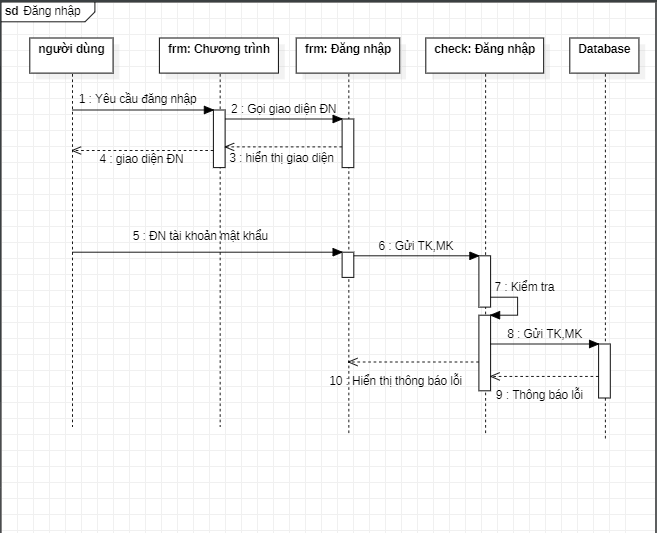 sd Đăng nhập
người dùng
frm: Chương trình
frm: Đăng nhập
check: Đăng nhập
Database
1 : Yêu cầu đăng nhập
2 : Gọi giao diện ĐN
3 : hiển thị giao diện
4 : giao diện ĐN
5 : ĐN tài khoản mật khẩu
6 : Gửi TK,MK
7 : Kiểm tra
8 : Gửi TK,MK
9 : Thông báo lỗi
10 : Hiển thị thông báo lỗi